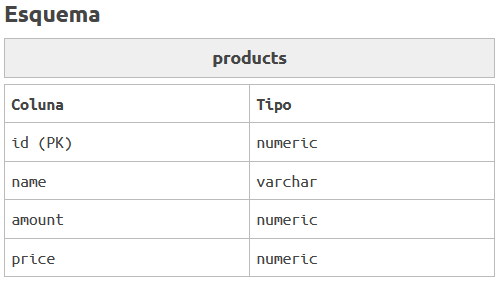 Esquema
products
Coluna Tipo
id (PK) numeric
name varchar
amount numeric
price numeric